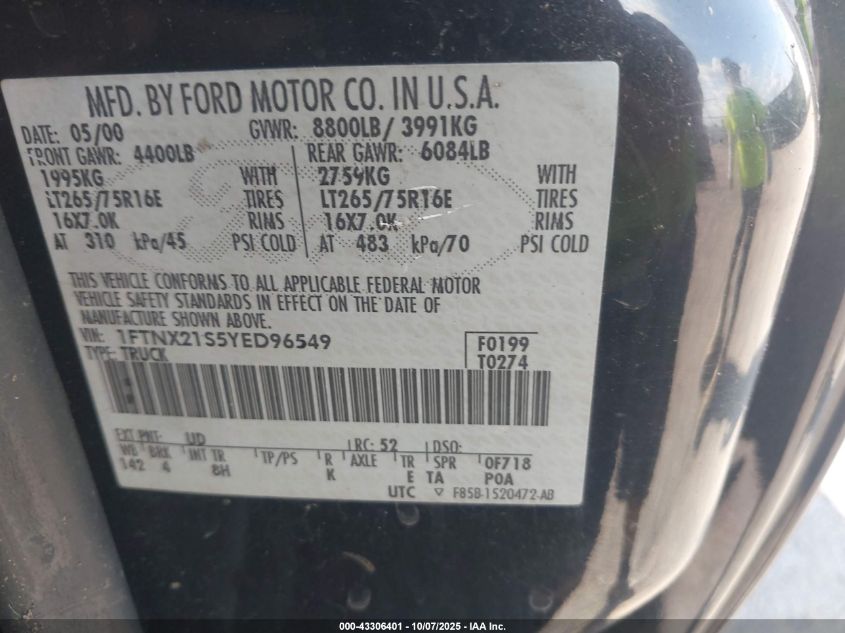 MFD. BY FORD MOTOR CO. IN U.S.A.
DATE: 05/00 GVWR: 8800LB/ 3991KG
FRONT GAWR: 4400LB REAR GAWR: 6084LB
1995KG WITH 2759KG WITH
LT265/75R16E TIRES LT265/75R16E TIRES
16X7.0K RIMS 16X7.0K RIMS
AT 310 kPa/45 PSI COLD AT 483 kPa/70 PSI COLD
THIS VEHICLE CONFORMS TO ALL APPLICABLE FEDERAL MOTOR
VEHICLE SAFETY STANDARDS IN EFFECT ON THE DATE OF
MANUFACTURE SHOWN ABOVE.
VIN: 1FTNX21S5YED96549 F0199
TYPE: TRUCK T0274
EXT PNT: UD RC: 52 DSO:
WB BRK INT TR TP/PS R AXLE TR SPR 0F718
142 4 8H K E TA POA
UTC ▽ F85B-1520472-AB
000-43306401 - 10/07/2025 - IAA Inc.